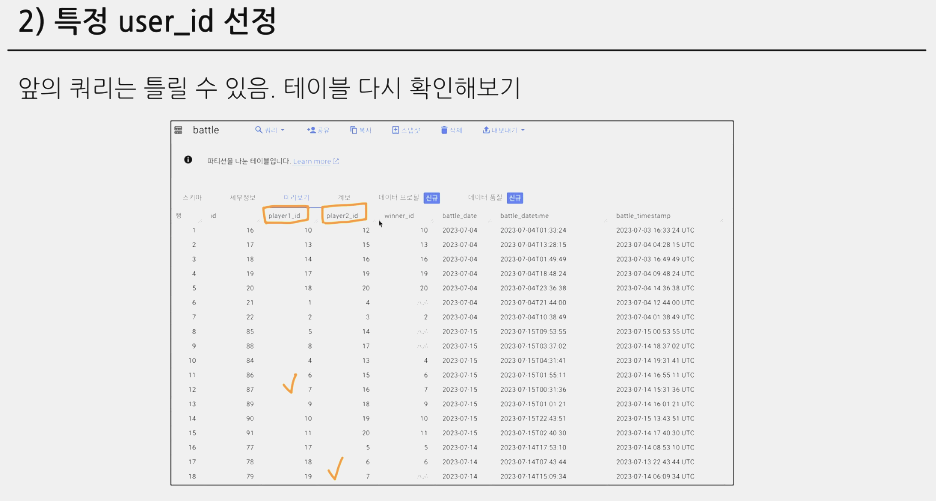 2) 특정 user_id 선정
앞의 쿼리는 틀릴 수 있음. 테이블 다시 확인해보기
battle 쿼리 공유 복사 스냅샷 삭제 내보내기
파티션을 나눈 테이블입니다. Learn more
스키마 세부정보 미리보기 계보 데이터 프로필 신규 데이터 품질 신규
행 id player1_id player2_id winner_id battle_date battle_datetime battle_timestamp
1 16 10 12 10 2023-07-04 2023-07-04T01:33:24 2023-07-03 16:33:24 UTC
2 17 13 15 13 2023-07-04 2023-07-04T13:28:15 2023-07-04 04:28:15 UTC
3 18 14 16 16 2023-07-04 2023-07-04T01:49:49 2023-07-03 16:49:49 UTC
4 19 17 19 19 2023-07-04 2023-07-04T18:48:24 2023-07-04 09:48:24 UTC
5 20 18 20 20 2023-07-04 2023-07-04T23:36:38 2023-07-04 14:36:38 UTC
6 21 1 4 null 2023-07-04 2023-07-04T21:44:00 2023-07-04 12:44:00 UTC
7 22 2 3 2 2023-07-04 2023-07-04T10:38:49 2023-07-04 01:38:49 UTC
8 85 5 14 null 2023-07-15 2023-07-15T09:53:55 2023-07-15 00:53:55 UTC
9 88 8 17 null 2023-07-15 2023-07-15T03:37:02 2023-07-14 18:37:02 UTC
10 84 4 13 4 2023-07-15 2023-07-15T04:31:41 2023-07-14 19:31:41 UTC
11 86 6 15 6 2023-07-15 2023-07-15T01:55:11 2023-07-14 16:55:11 UTC
12 87 7 16 7 2023-07-15 2023-07-15T00:31:36 2023-07-14 15:31:36 UTC
13 89 9 18 9 2023-07-15 2023-07-15T01:01:21 2023-07-14 16:01:21 UTC
14 90 10 19 10 2023-07-15 2023-07-15T22:43:51 2023-07-15 13:43:51 UTC
15 91 11 20 11 2023-07-15 2023-07-15T02:40:30 2023-07-14 17:40:30 UTC
16 77 17 5 5 2023-07-14 2023-07-14T17:53:10 2023-07-14 08:53:10 UTC
17 78 18 6 6 2023-07-14 2023-07-14T07:43:44 2023-07-13 22:43:44 UTC
18 79 19 7 null 2023-07-14 2023-07-14T15:09:34 2023-07-14 06:09:34 UTC